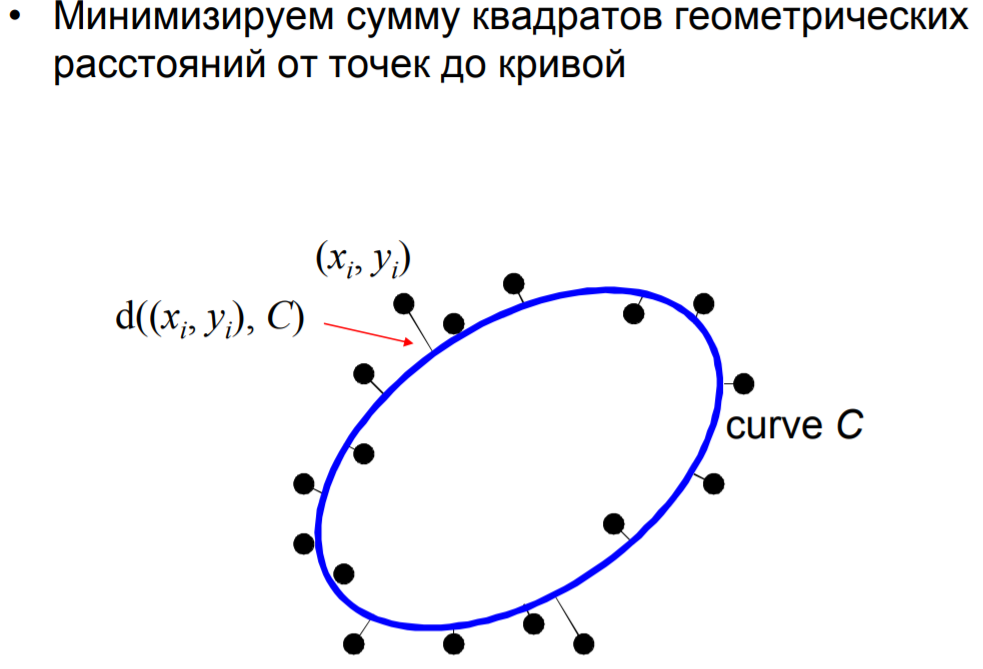 • Минимизируем сумму квадратов геометрических
расстояний от точек до кривой
(xᵢ, yᵢ)
d((xᵢ, yᵢ), C)
curve C